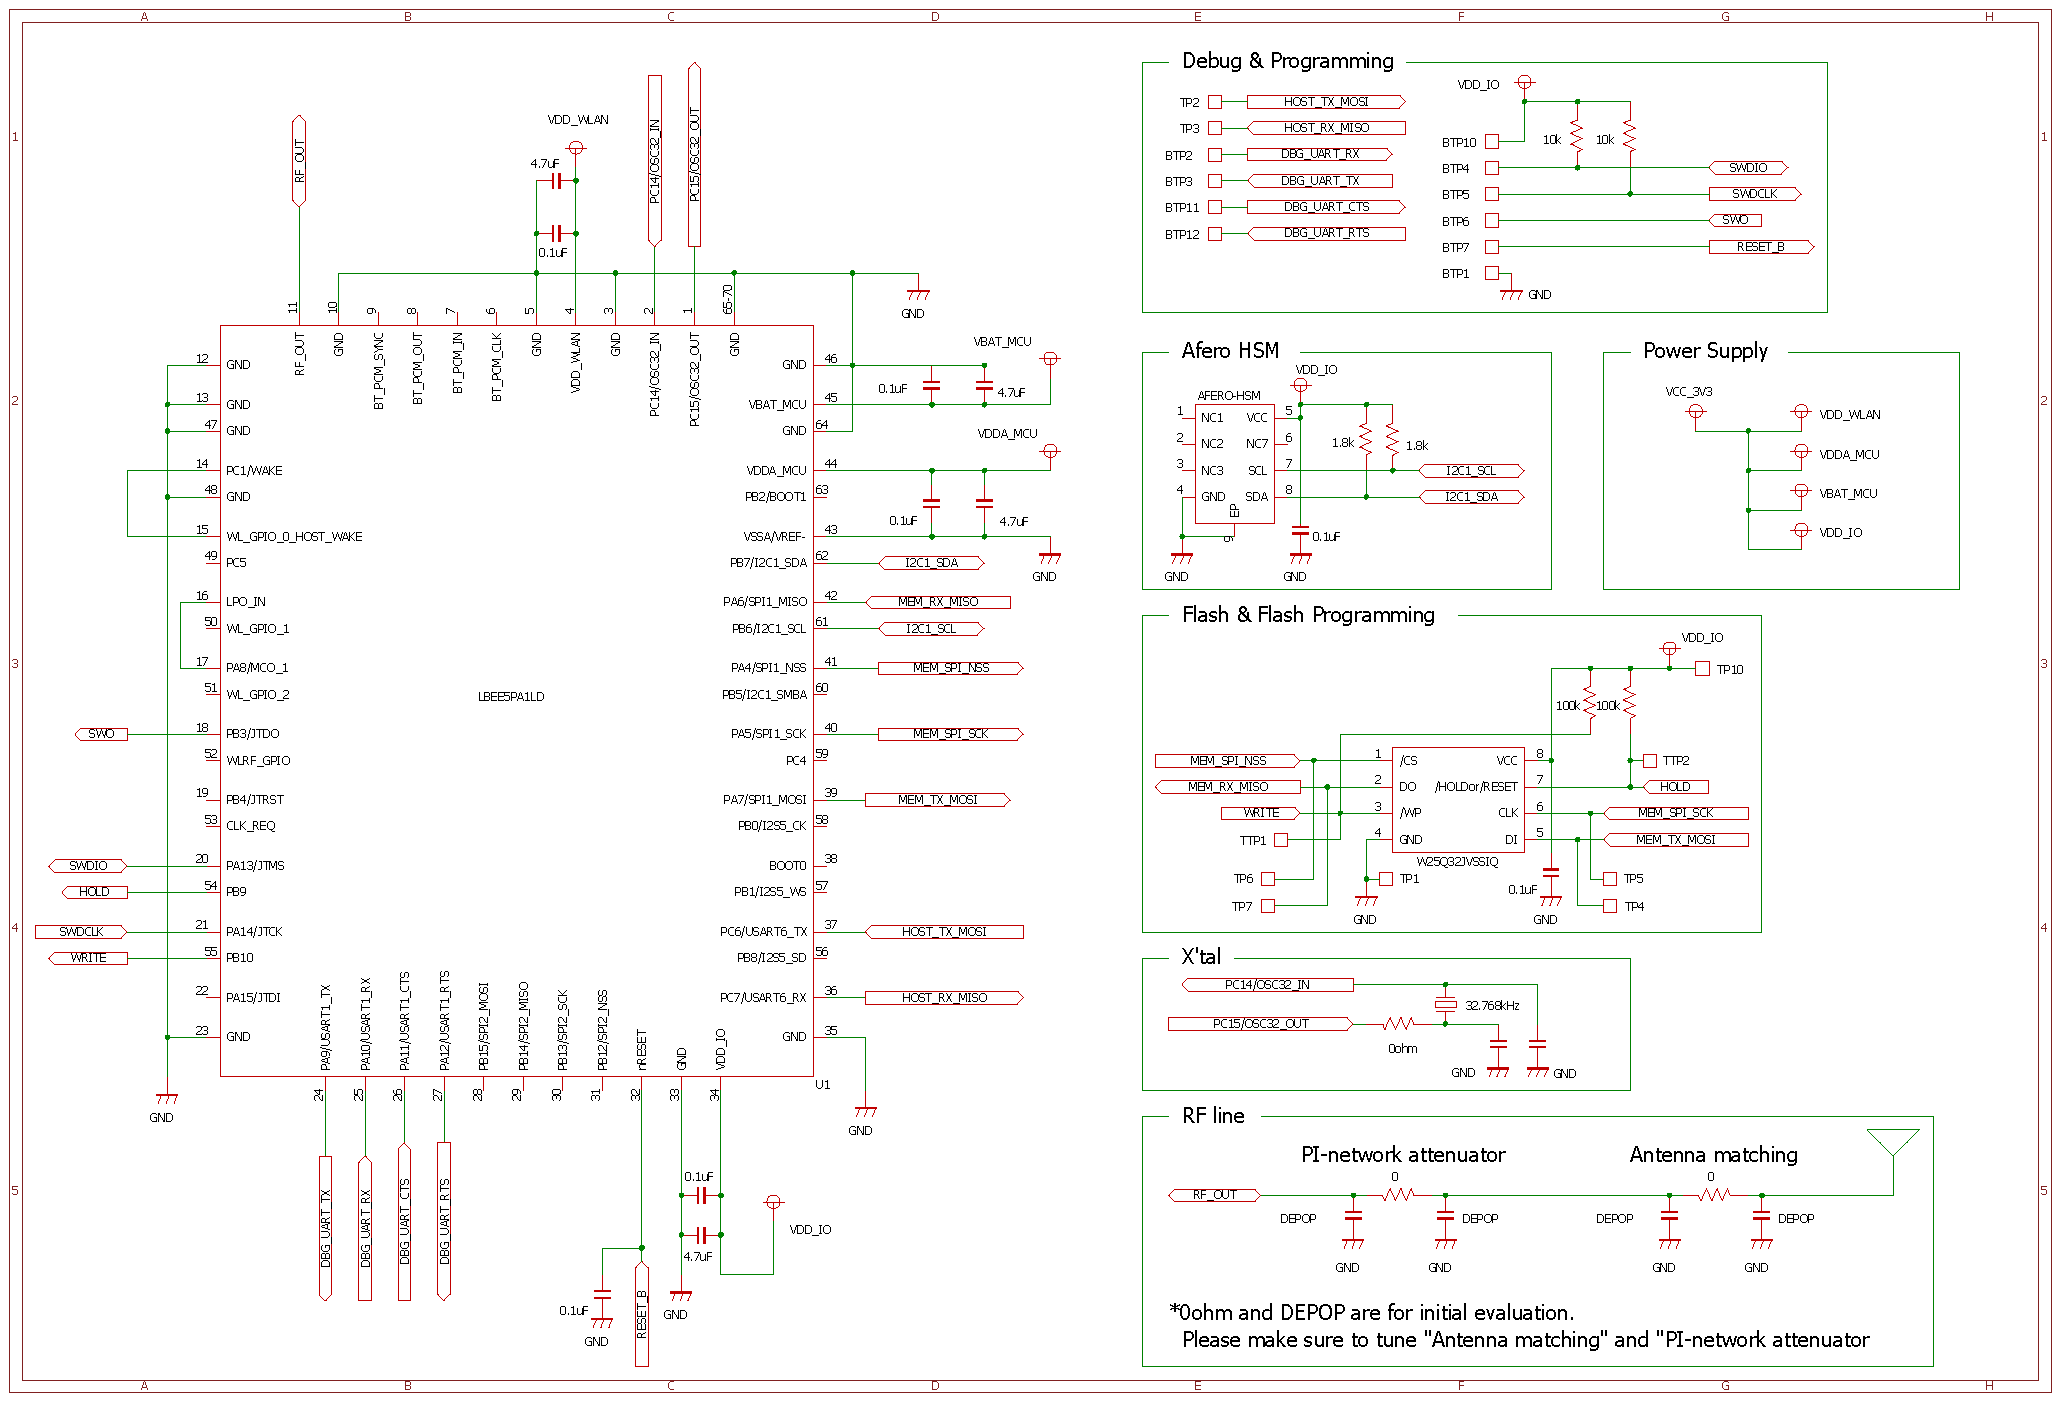 A B C D E F G H
1
2
3
4
5
RF_OUT
VDD_WLAN
4.7uF
0.1uF
PC14/OSC32_IN
PC15/OSC32_OUT
GND
11 10 9 8 7 6 5 4 3 2 1 65-70
RF_OUT
GND
BT_PCM_SYNC
BT_PCM_OUT
BT_PCM_IN
BT_PCM_CLK
GND
VDD_WLAN
GND
PC14/OSC32_IN
PC15/OSC32_OUT
GND
12 GND
13 GND
47 GND
14 PC1/WAKE
48 GND
15 WL_GPIO_0_HOST_WAKE
49 PC5
16 LPO_IN
50 WL_GPIO_1
17 PA8/MCO_1
51 WL_GPIO_2
SWO 18 PB3/JTDO
52 WLRF_GPIO
19 PB4/JTRST
53 CLK_REQ
SWDIO 20 PA13/JTMS
HOLD 54 PB9
SWDCLK 21 PA14/JTCK
WRITE 55 PB10
22 PA15/JTDI
23 GND
GND
LBEE5PA1LD
U1
GND 46
VBAT_MCU 45
GND 64
VDDA_MCU 44
PB2/BOOT1 63
VSSA/VREF- 43
PB7/I2C1_SDA 62 I2C1_SDA
PA6/SPI1_MISO 42 MEM_RX_MISO
PB6/I2C1_SCL 61 I2C1_SCL
PA4/SPI1_NSS 41 MEM_SPI_NSS
PB5/I2C1_SMBA 60
PA5/SPI1_SCK 40 MEM_SPI_SCK
PC4 59
PA7/SPI1_MOSI 39 MEM_TX_MOSI
PB0/I2S5_CK 58
BOOT0 38
PB1/I2S5_WS 57
PC6/USART6_TX 37 HOST_TX_MOSI
PB8/I2S5_SD 56
PC7/USART6_RX 36 HOST_RX_MISO
GND 35
GND
VBAT_MCU
0.1uF
4.7uF
VDDA_MCU
0.1uF
4.7uF
GND
PA9/USART1_TX
PA10/USART1_RX
PA11/USART1_CTS
PA12/USART1_RTS
PB15/SPI2_MOSI
PB14/SPI2_MISO
PB13/SPI2_SCK
PB12/SPI2_NSS
nRESET
GND
VDD_IO
24 25 26 27 28 29 30 31 32 33 34
DBG_UART_TX
DBG_UART_RX
DBG_UART_CTS
DBG_UART_RTS
0.1uF
GND
RESET_B
0.1uF
4.7uF
GND
VDD_IO
Debug & Programming
TP2 HOST_TX_MOSI
TP3 HOST_RX_MISO
BTP2 DBG_UART_RX
BTP3 DBG_UART_TX
BTP11 DBG_UART_CTS
BTP12 DBG_UART_RTS
VDD_IO
10k 10k
BTP10
BTP4 SWDIO
BTP5 SWDCLK
BTP6 SWO
BTP7 RESET_B
BTP1
GND
Afero HSM
VDD_IO
AFERO-HSM
1 NC1 VCC 5
2 NC2 NC7 6
3 NC3 SCL 7
4 GND SDA 8
EP
9
1.8k 1.8k
I2C1_SCL
I2C1_SDA
0.1uF
GND GND
Power Supply
VCC_3V3
VDD_WLAN
VDDA_MCU
VBAT_MCU
VDD_IO
Flash & Flash Programming
VDD_IO
TP10
100k 100k
MEM_SPI_NSS 1 /CS VCC 8 TTP2
MEM_RX_MISO 2 DO /HOLDor/RESET 7 HOLD
WRITE 3 /WP CLK 6 MEM_SPI_SCK
TTP1 4 GND DI 5 MEM_TX_MOSI
W25Q32JVSSIQ
TP6 TP1 TP5
TP7 0.1uF TP4
GND GND
X'tal
PC14/OSC32_IN
32.768kHz
PC15/OSC32_OUT
0ohm
GND GND
RF line
PI-network attenuator Antenna matching
0 0
RF_OUT
DEPOP DEPOP DEPOP DEPOP
GND GND GND GND
*0ohm and DEPOP are for initial evaluation.
Please make sure to tune "Antenna matching" and "PI-network attenuator
1
2
3
4
5
A B C D E F G H